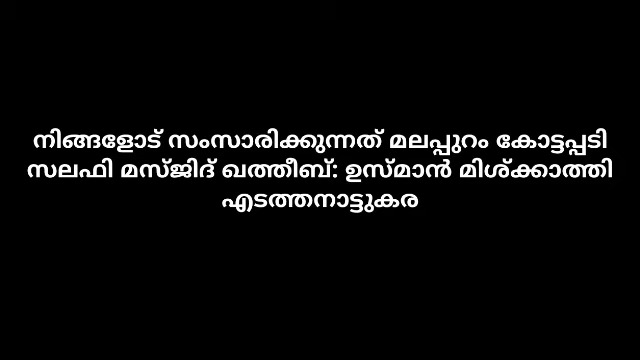 നിങ്ങളോട് സംസാരിക്കുന്നത് മലപ്പുറം കോട്ടപ്പടി
സലഫി മസ്ജിദ് ഖത്തീബ്: ഉസ്മാൻ മിശ്ക്കാത്തി
എടത്തനാട്ടുകര